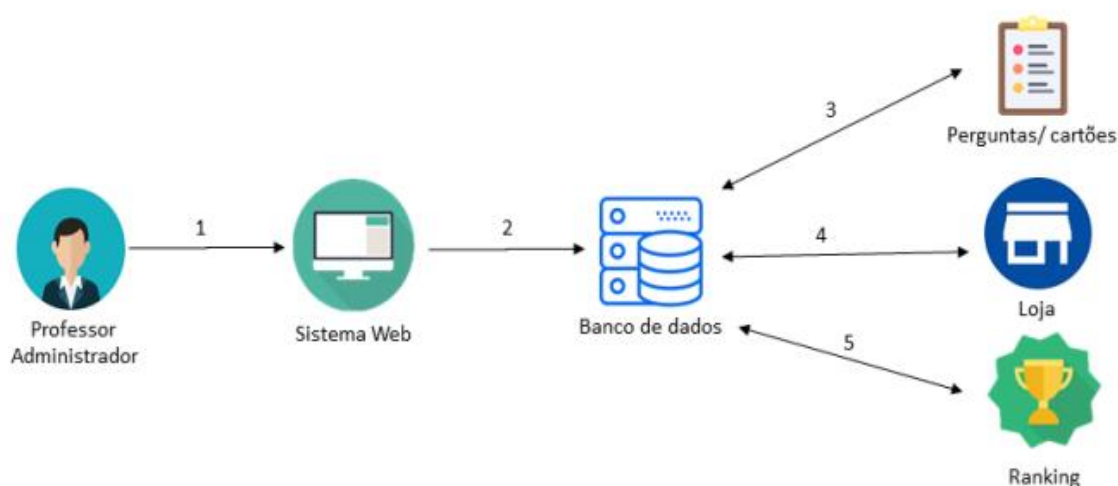 1
2
3
4
5
Professor
Administrador
Sistema Web
Banco de dados
Perguntas/ cartões
Loja
Ranking